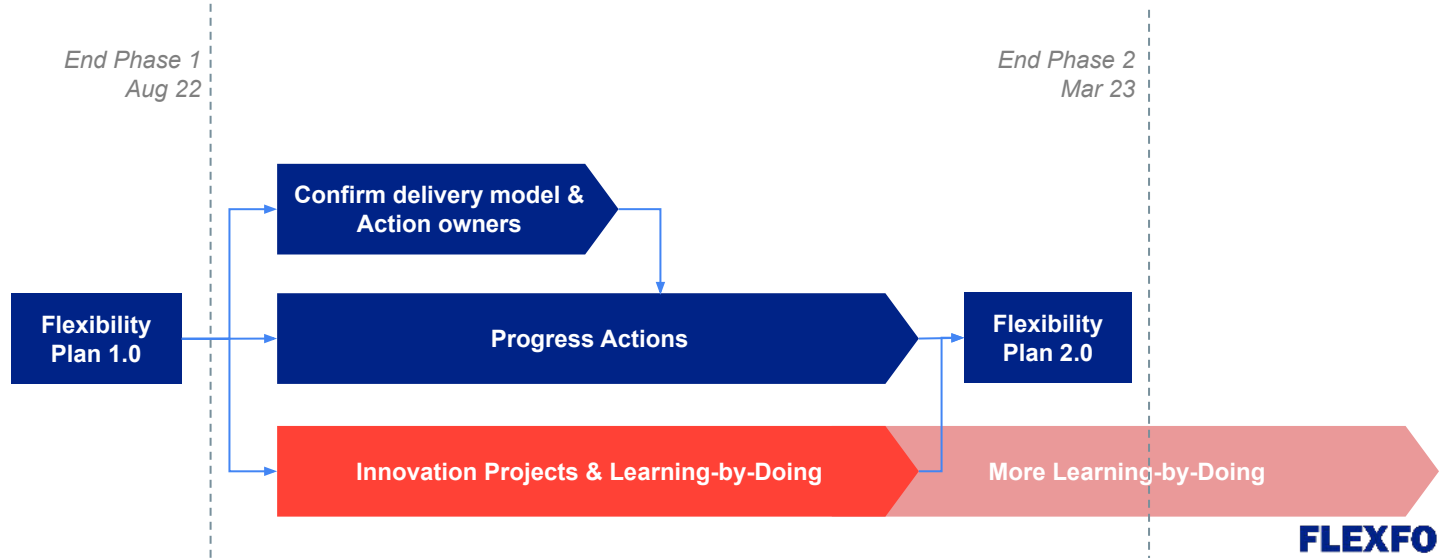 End Phase 1
Aug 22
End Phase 2
Mar 23
Confirm delivery model &
Action owners
Flexibility
Plan 1.0
Progress Actions
Flexibility
Plan 2.0
Innovation Projects & Learning-by-Doing
More Learning-by-Doing
FLEXFO